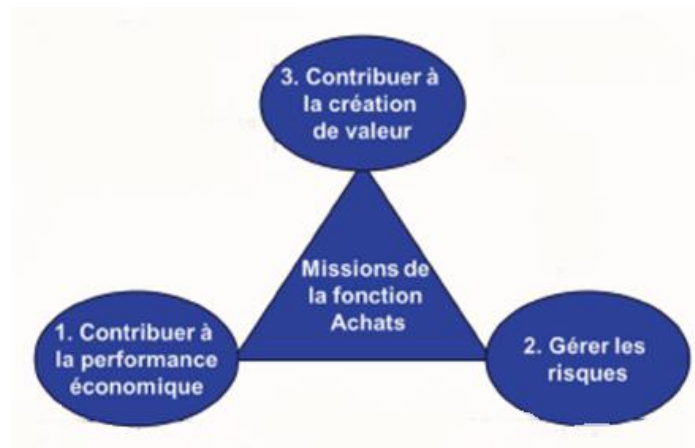 3. Contribuer à
la création
de valeur
Missions de
la fonction
Achats
1. Contribuer à
la performance
économique
2. Gérer les
risques